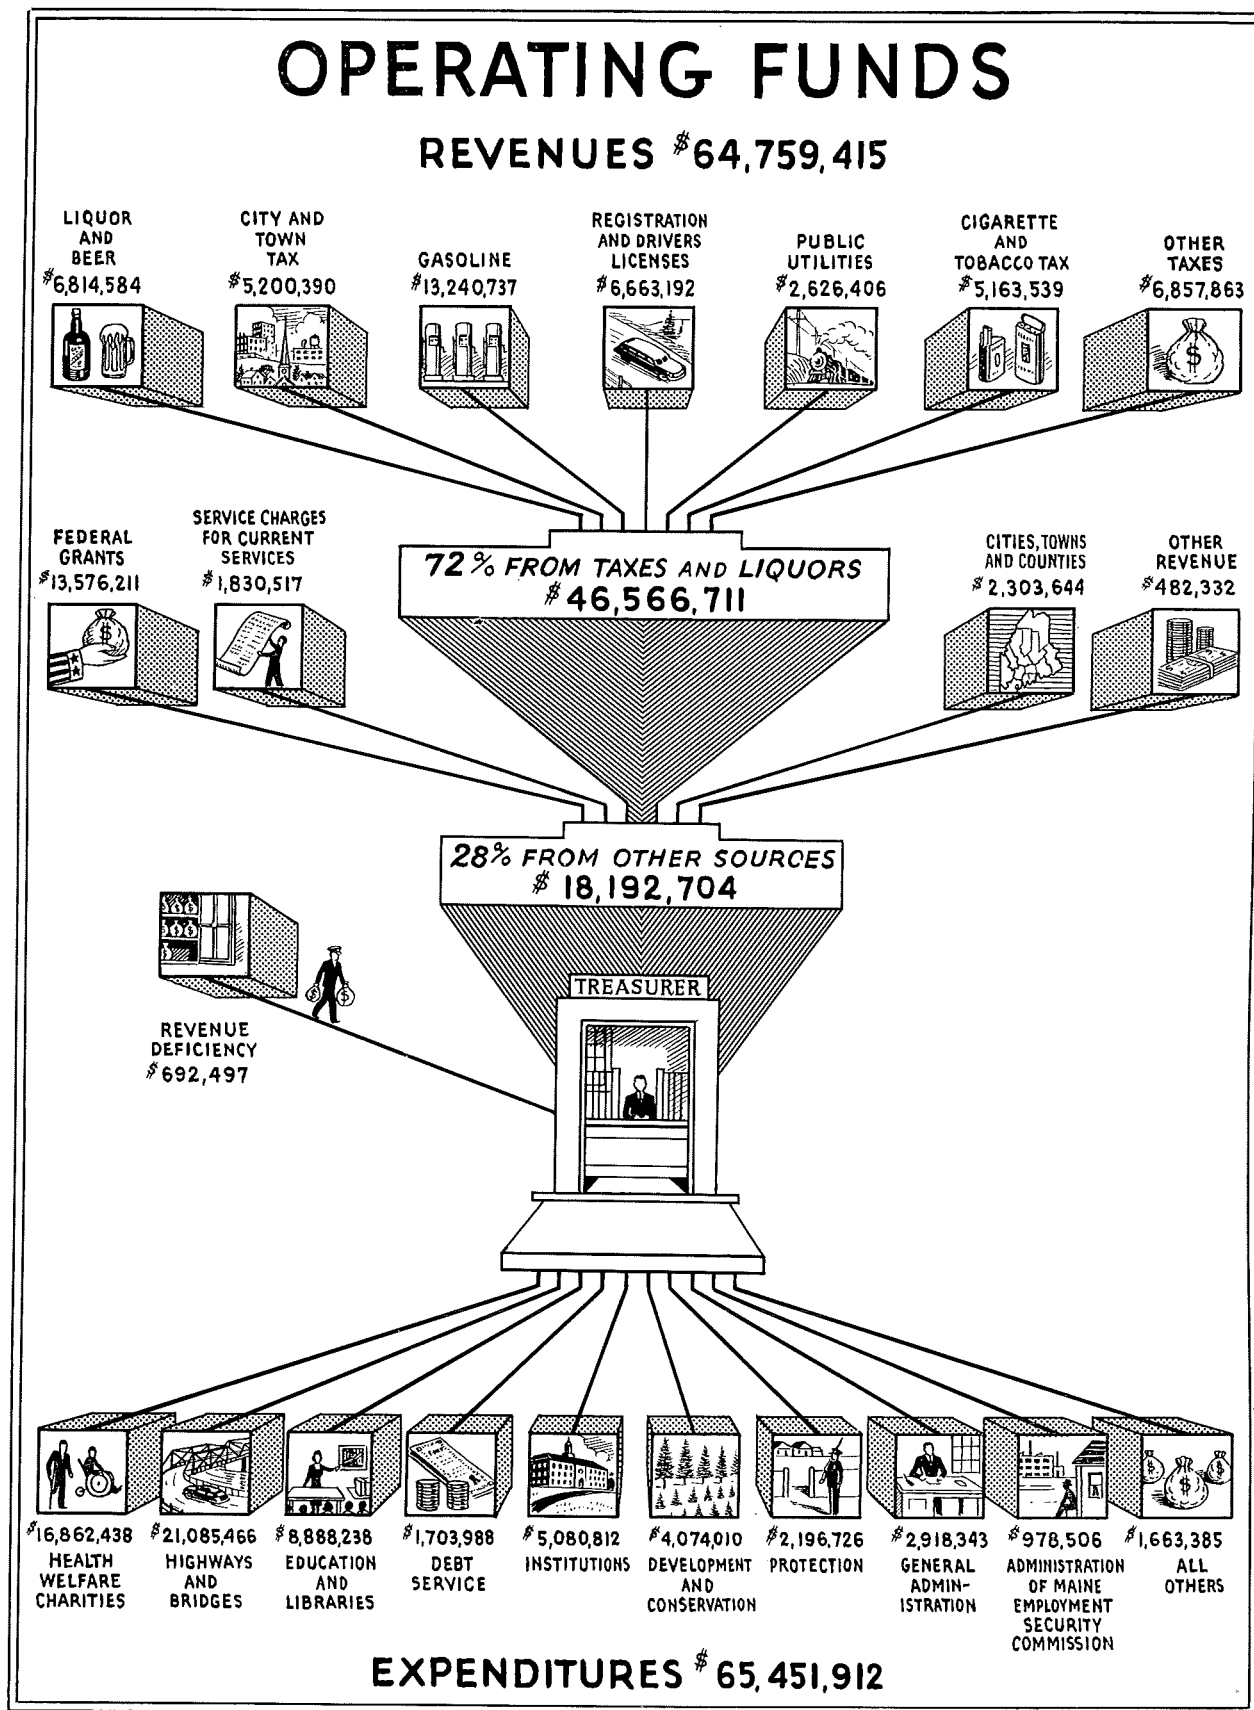 OPERATING FUNDS
REVENUES $64,759,415
LIQUOR
AND
BEER
$6,814,584
CITY AND
TOWN
TAX
$5,200,390
GASOLINE
$13,240,737
REGISTRATION
AND DRIVERS
LICENSES
$6,663,192
PUBLIC
UTILITIES
$2,626,406
CIGARETTE
AND
TOBACCO TAX
$5,163,539
OTHER
TAXES
$6,857,863
72% FROM TAXES AND LIQUORS
$46,566,711
FEDERAL
GRANTS
$13,576,211
SERVICE CHARGES
FOR CURRENT
SERVICES
$1,830,517
CITIES, TOWNS
AND COUNTIES
$2,303,644
OTHER
REVENUE
$482,332
28% FROM OTHER SOURCES
$18,192,704
TREASURER
REVENUE
DEFICIENCY
$692,497
$16,862,438
HEALTH
WELFARE
CHARITIES
$21,085,466
HIGHWAYS
AND
BRIDGES
$8,888,238
EDUCATION
AND
LIBRARIES
$1,703,988
DEBT
SERVICE
$5,080,812
INSTITUTIONS
$4,074,010
DEVELOPMENT
AND
CONSERVATION
$2,196,726
PROTECTION
$2,918,343
GENERAL
ADMIN-
ISTRATION
$978,506
ADMINISTRATION
OF MAINE
EMPLOYMENT
SECURITY
COMMISSION
$1,663,385
ALL
OTHERS
EXPENDITURES $65,451,912